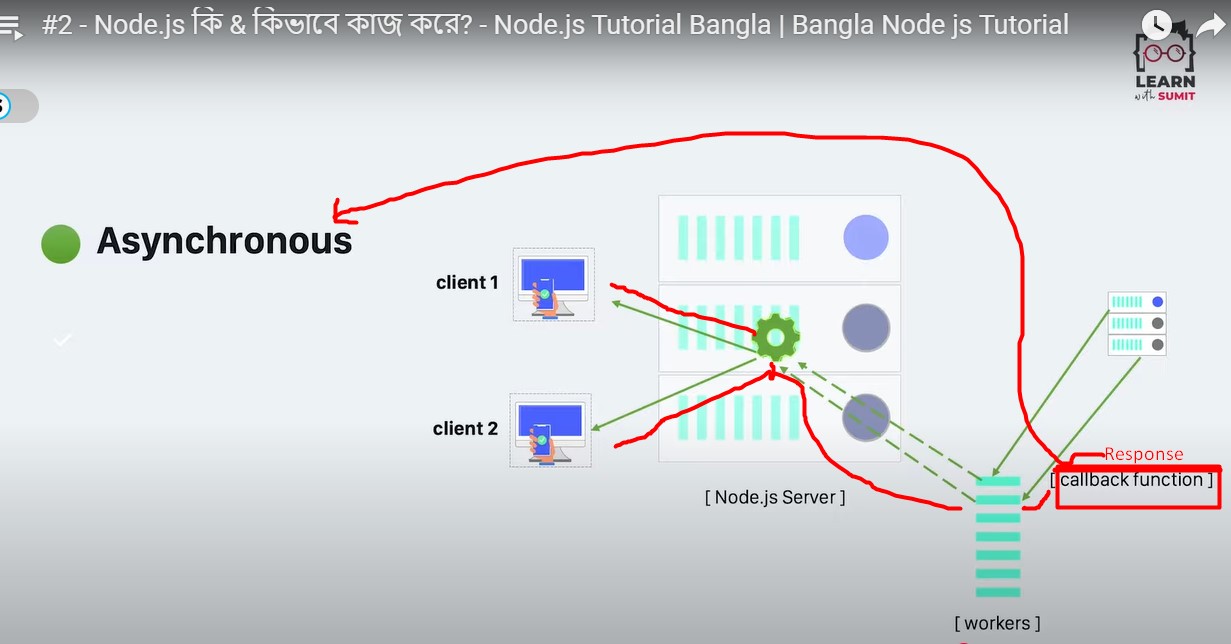 #2 - Node.js কি & কিভাবে কাজ করে? - Node.js Tutorial Bangla | Bangla Node js Tutorial
LEARN
with SUMIT
Asynchronous
client 1
client 2
Response
[ callback function ]
[ Node.js Server ]
[ workers ]